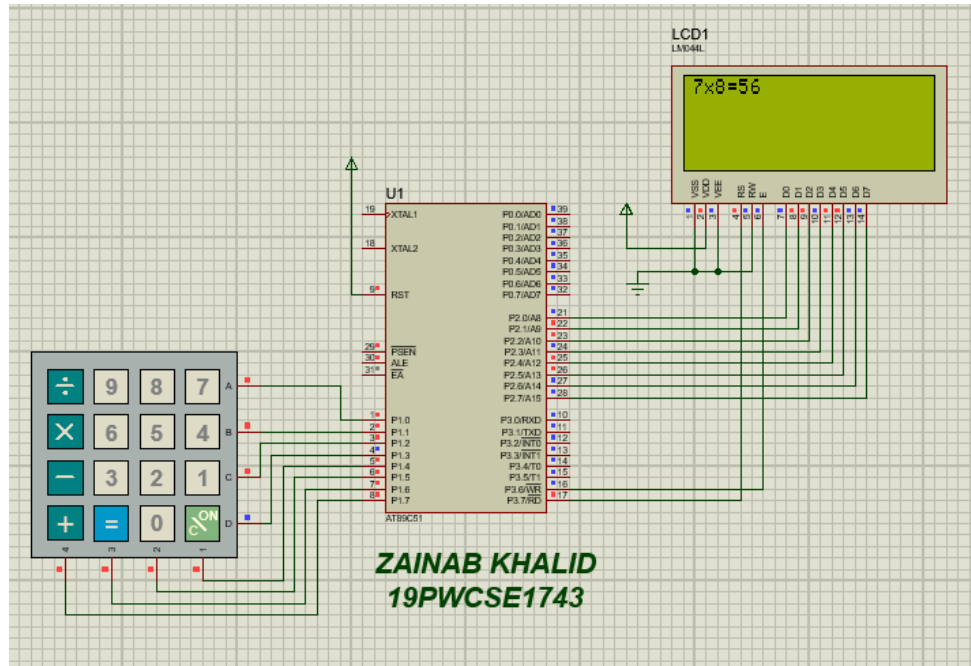 LCD1
LM044L
7x8=56
VSS VDD VEE RS RW E D0 D1 D2 D3 D4 D5 D6 D7
1 2 3 4 5 6 7 8 9 10 11 12 13 14
U1
19 XTAL1 P0.0/AD0 39
P0.1/AD1 38
P0.2/AD2 37
18 XTAL2 P0.3/AD3 36
P0.4/AD4 35
P0.5/AD5 34
P0.6/AD6 33
9 RST P0.7/AD7 32
P2.0/A8 21
P2.1/A9 22
P2.2/A10 23
29 PSEN P2.3/A11 24
30 ALE P2.4/A12 25
31 EA P2.5/A13 26
P2.6/A14 27
P2.7/A15 28
1 P1.0 P3.0/RXD 10
2 P1.1 P3.1/TXD 11
3 P1.2 P3.2/INT0 12
4 P1.3 P3.3/INT1 13
5 P1.4 P3.4/T0 14
6 P1.5 P3.5/T1 15
7 P1.6 P3.6/WR 16
8 P1.7 P3.7/RD 17
AT89C51
÷ 9 8 7 A
× 6 5 4 B
− 3 2 1 C
+ = 0 ON/C D
4 3 2 1
ZAINAB KHALID
19PWCSE1743